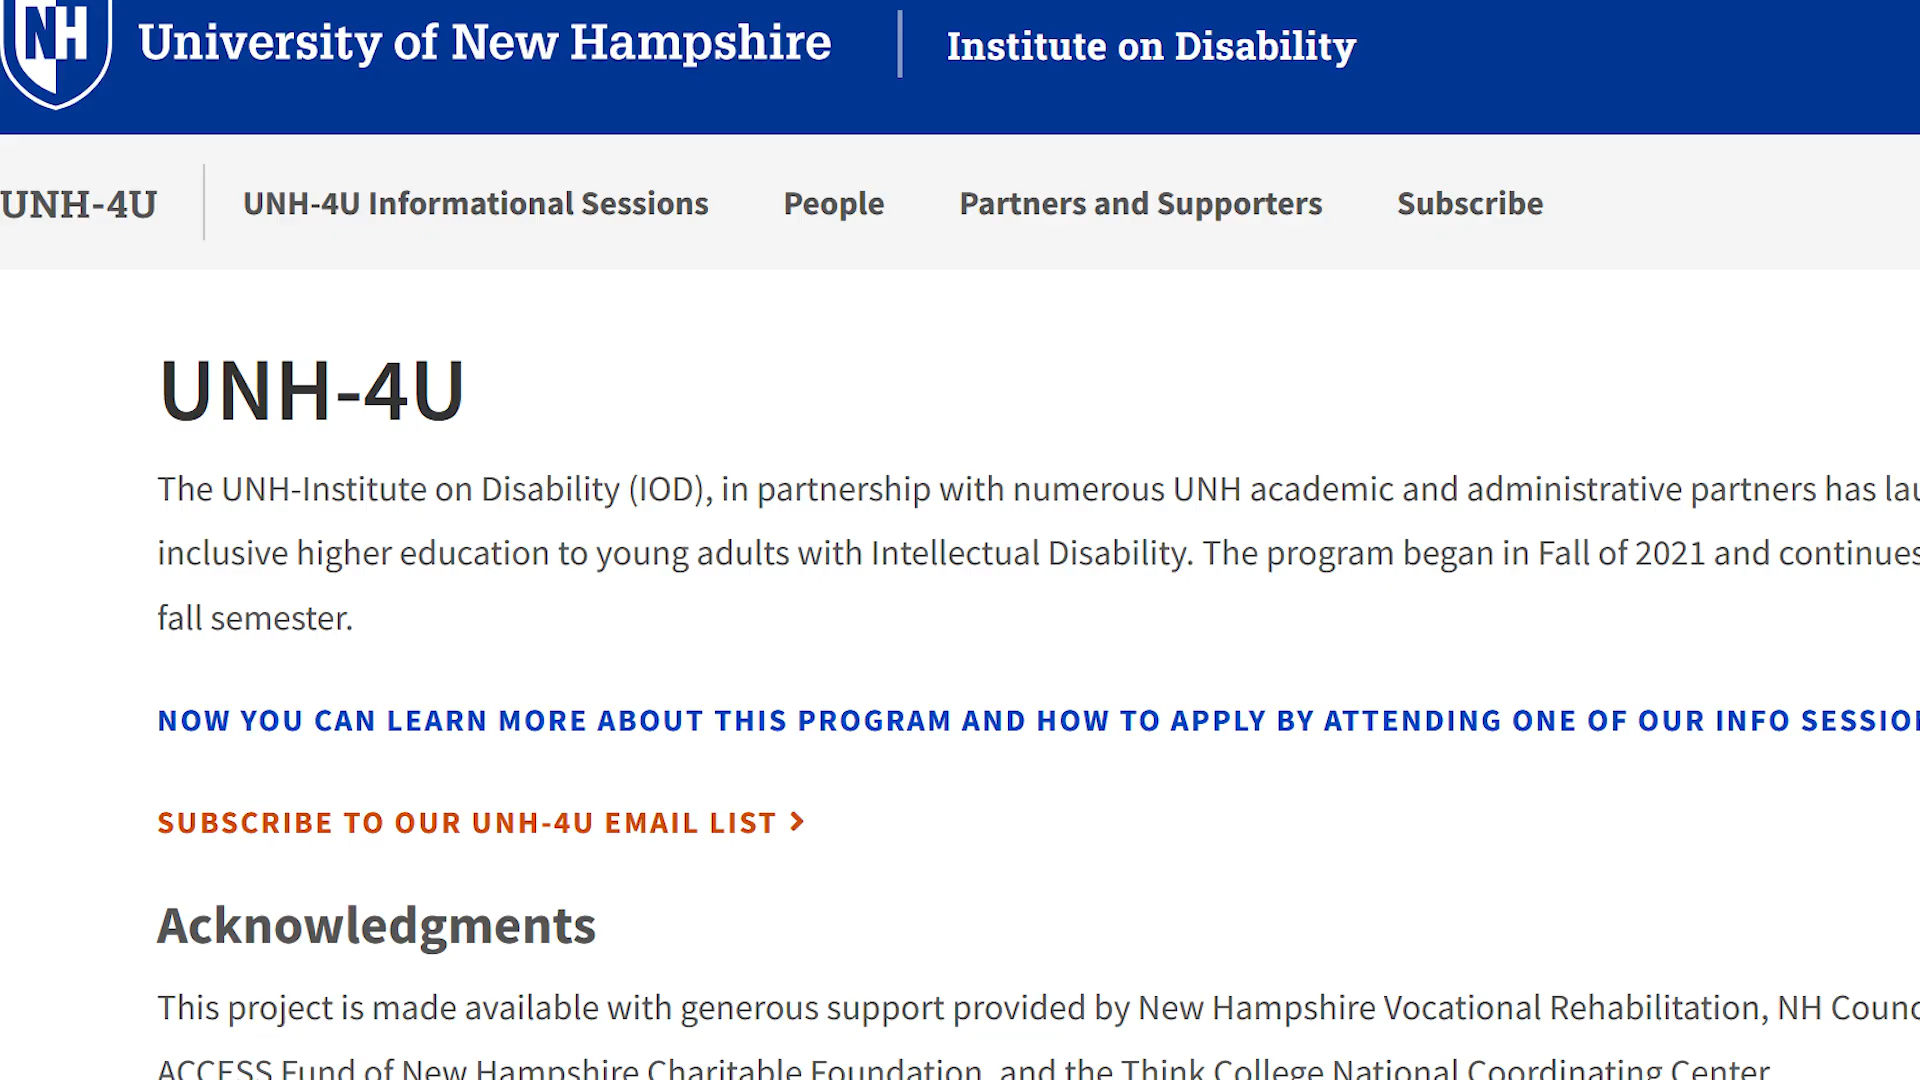 NH University of New Hampshire Institute on Disability
UNH-4U UNH-4U Informational Sessions People Partners and Supporters Subscribe
UNH-4U
The UNH-Institute on Disability (IOD), in partnership with numerous UNH academic and administrative partners has
inclusive higher education to young adults with Intellectual Disability. The program began in Fall of 2021 and continues
fall semester.
NOW YOU CAN LEARN MORE ABOUT THIS PROGRAM AND HOW TO APPLY BY ATTENDING ONE OF OUR INFO
SUBSCRIBE TO OUR UNH-4U EMAIL LIST >
Acknowledgments
This project is made available with generous support provided by New Hampshire Vocational Rehabilitation, NH
ACCESS Fund of New Hampshire Charitable Foundation, and the Think College National Coordinating Center